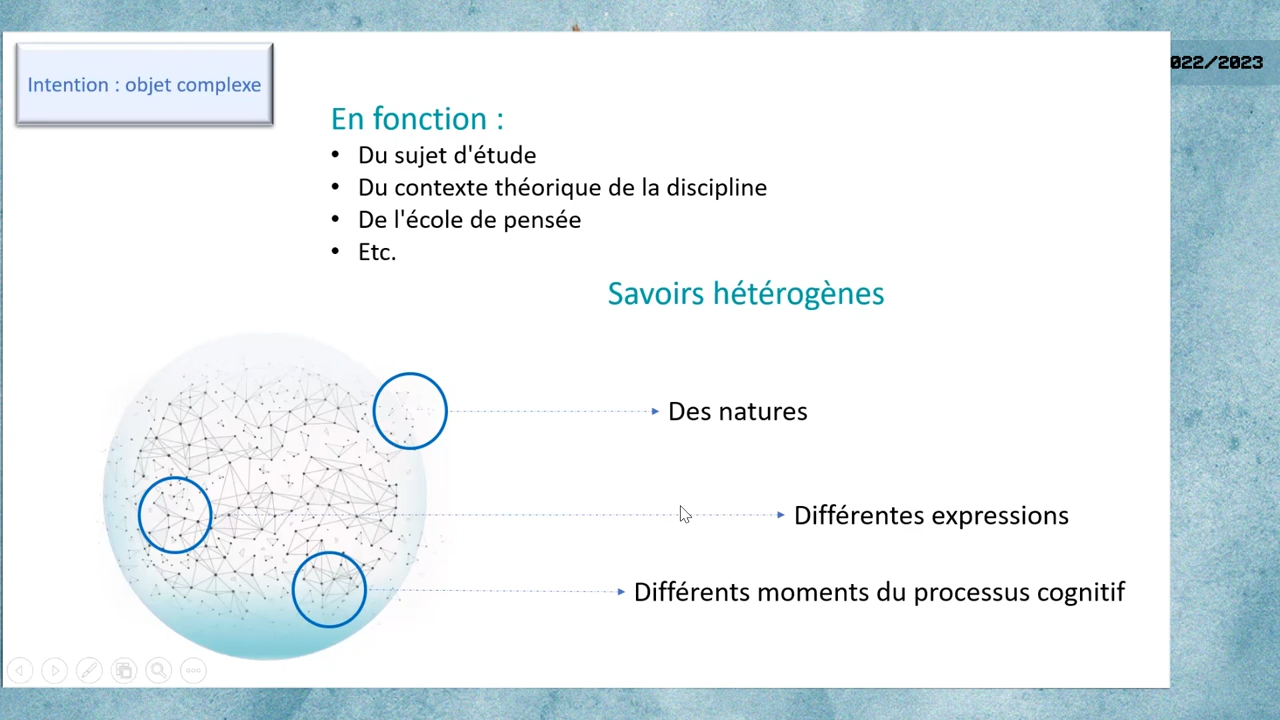 Intention : objet complexe
022/2023
En fonction :
• Du sujet d'étude
• Du contexte théorique de la discipline
• De l'école de pensée
• Etc.
Savoirs hétérogènes
Des natures
Différentes expressions
Différents moments du processus cognitif